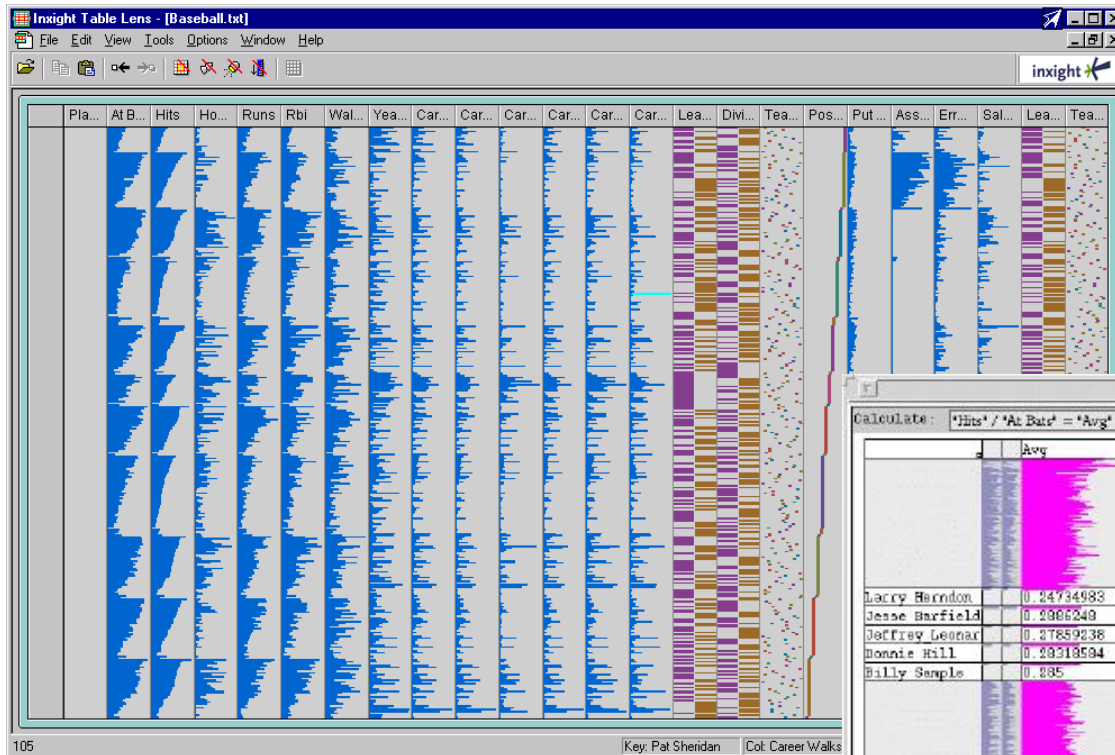 Inxight Table Lens - [Baseball.txt]
File Edit View Tools Options Window Help
inxight
Pla... At B... Hits Ho... Runs Rbi Wal... Yea... Car... Car... Car... Car... Car... Car... Lea... Divi... Tea... Pos... Put ... Ass... Err... Sal... Lea... Tea...
Calculate: "Hits" / "At Bats" = "Avg"
Avg
Larry Herndon 0.24734983
Jesse Barfield 0.2886248
Jeffrey Leonar 0.27859238
Donnie Hill 0.28318584
Billy Sample 0.285
105 Key: Pat Sheridan Col: Career Walks